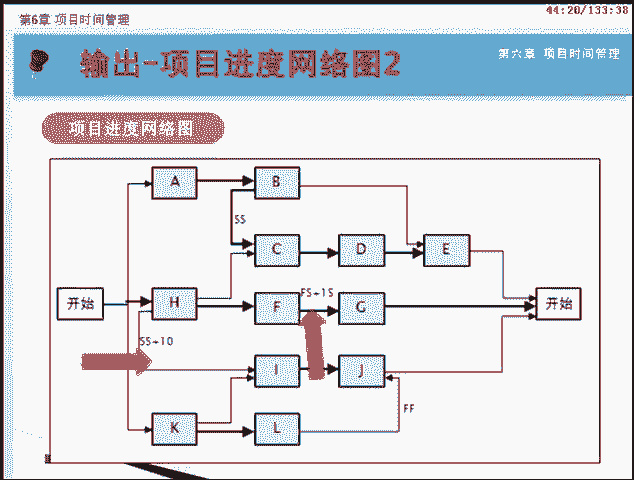 44:20/133:38
第6章 项目时间管理
输出-项目进度网络图2
第六章 项目时间管理
项目进度网络图
A
B
SS
C
D
E
开始
H
F
FS+15
G
开始
SS+10
I
J
K
L
FF